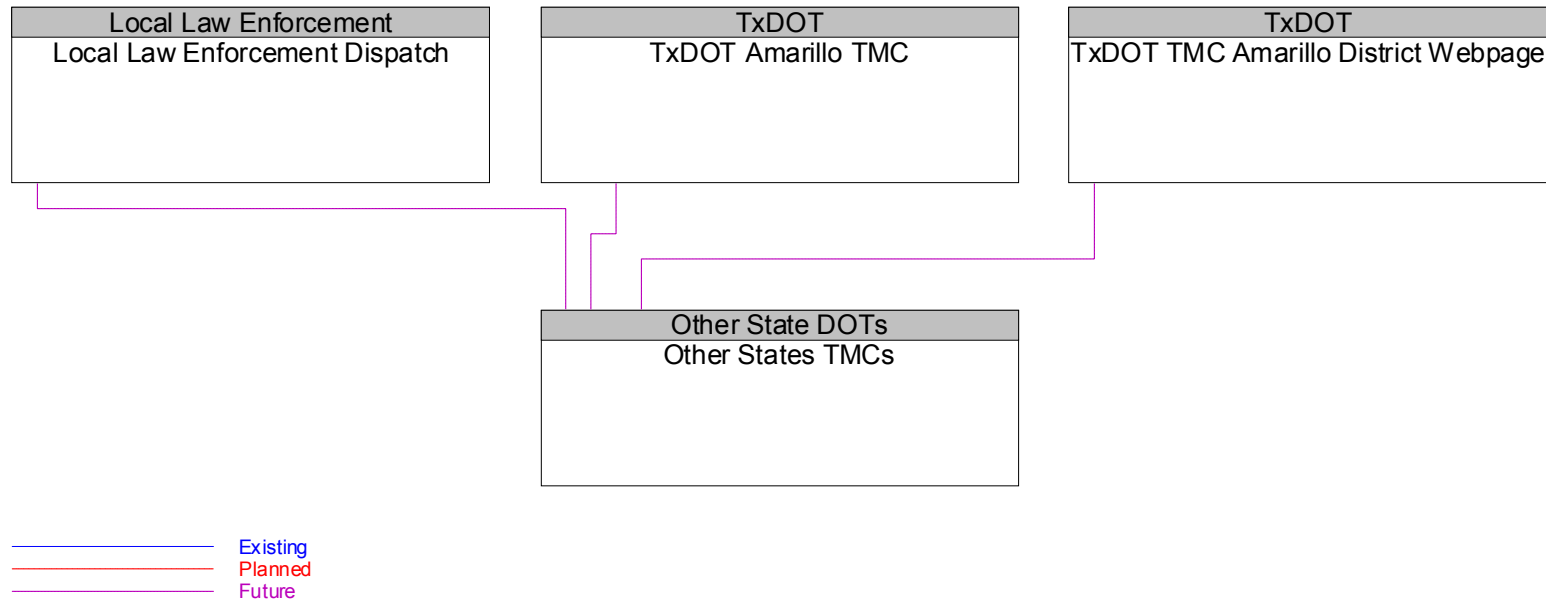 Local Law Enforcement
Local Law Enforcement Dispatch
TxDOT
TxDOT Amarillo TMC
TxDOT
TxDOT TMC Amarillo District Webpage
Other State DOTs
Other States TMCs
Existing
Planned
Future